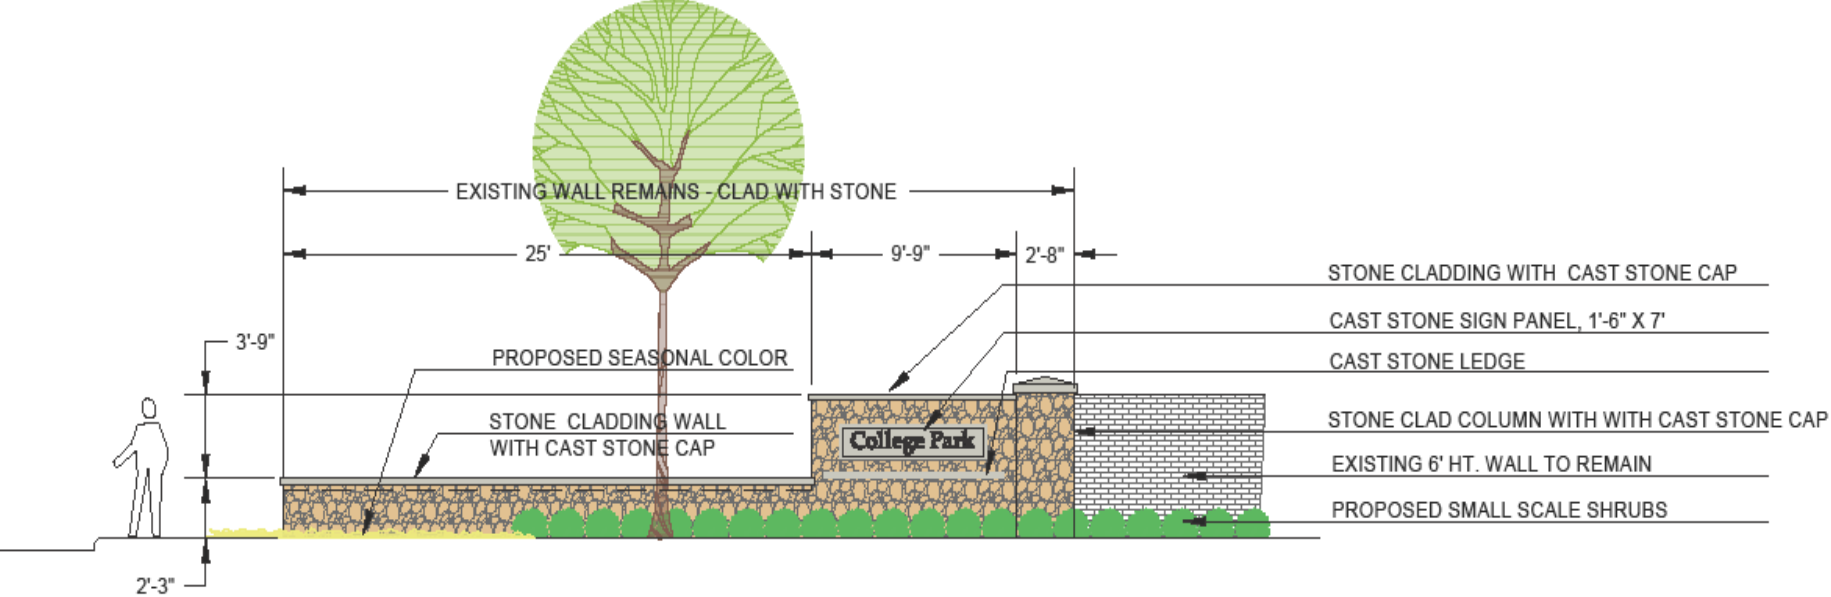 EXISTING WALL REMAINS - CLAD WITH STONE
25'
9'-9"
2'-8"
STONE CLADDING WITH CAST STONE CAP
3'-9"
CAST STONE SIGN PANEL, 1'-6" X 7'
PROPOSED SEASONAL COLOR
CAST STONE LEDGE
STONE CLADDING WALL
WITH CAST STONE CAP
College Park
STONE CLAD COLUMN WITH WITH CAST STONE CAP
EXISTING 6' HT. WALL TO REMAIN
PROPOSED SMALL SCALE SHRUBS
2'-3"